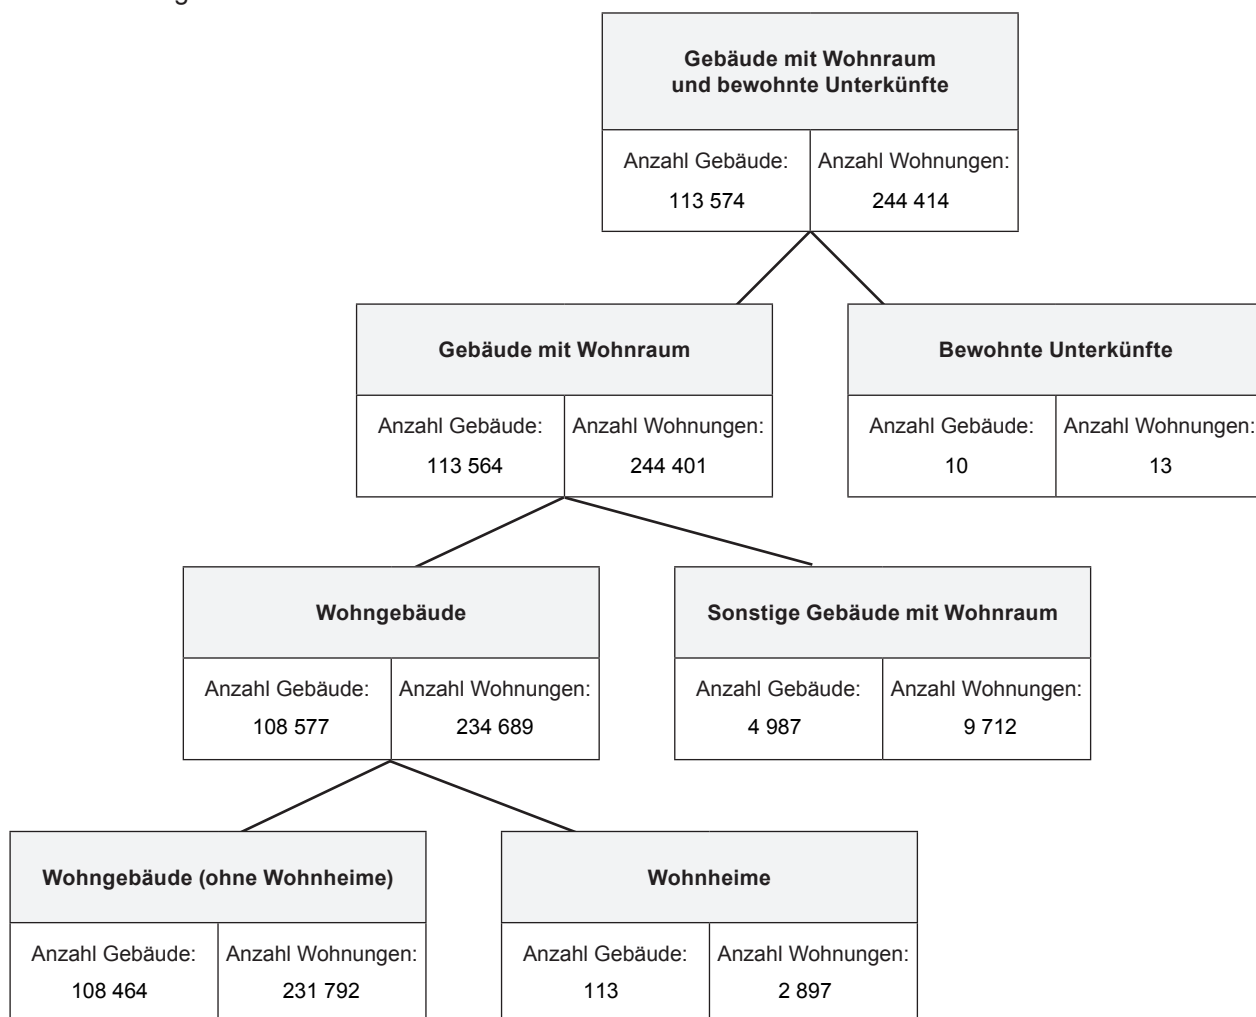 Gebäude mit Wohnraum
und bewohnte Unterkünfte
Anzahl Gebäude: Anzahl Wohnungen:
113 574 244 414
Gebäude mit Wohnraum
Anzahl Gebäude: Anzahl Wohnungen:
113 564 244 401
Bewohnte Unterkünfte
Anzahl Gebäude: Anzahl Wohnungen:
10 13
Wohngebäude
Anzahl Gebäude: Anzahl Wohnungen:
108 577 234 689
Sonstige Gebäude mit Wohnraum
Anzahl Gebäude: Anzahl Wohnungen:
4 987 9 712
Wohngebäude (ohne Wohnheime)
Anzahl Gebäude: Anzahl Wohnungen:
108 464 231 792
Wohnheime
Anzahl Gebäude: Anzahl Wohnungen:
113 2 897